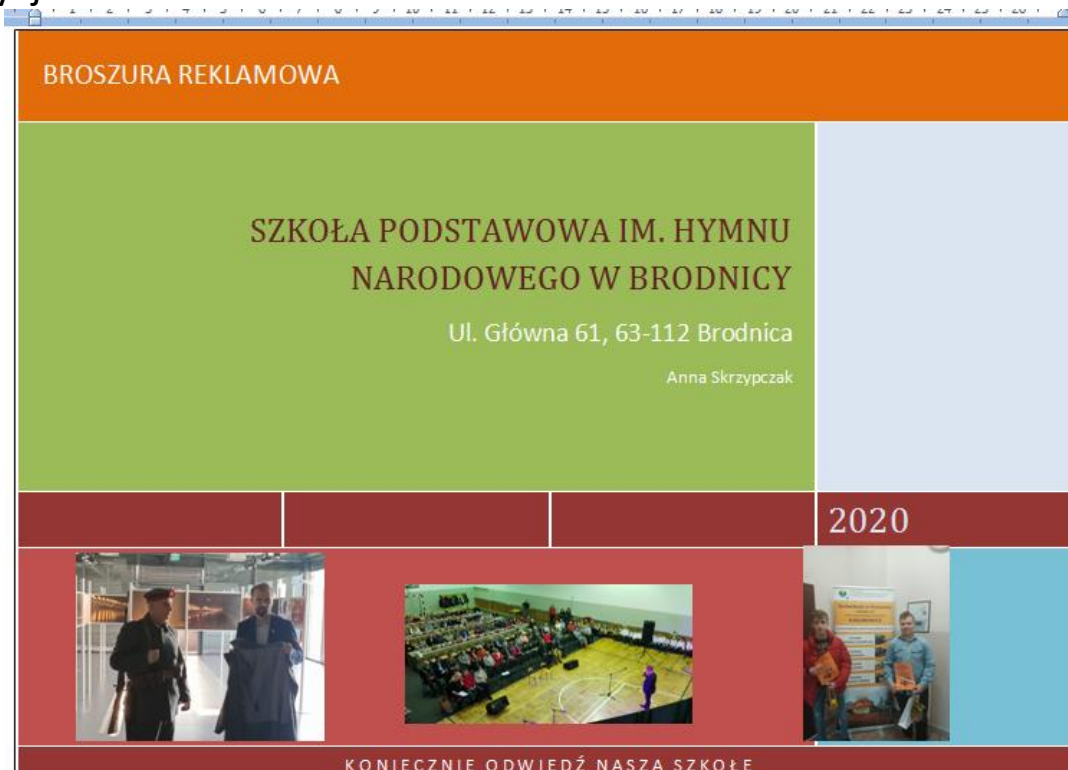 BROSZURA REKLAMOWA
SZKOŁA PODSTAWOWA IM. HYMNU
NARODOWEGO W BRODNICY
Ul. Główna 61, 63-112 Brodnica
Anna Skrzypczak
2020
KONIECZNIE ODWIEDŹ NASZĄ SZKOŁĘ